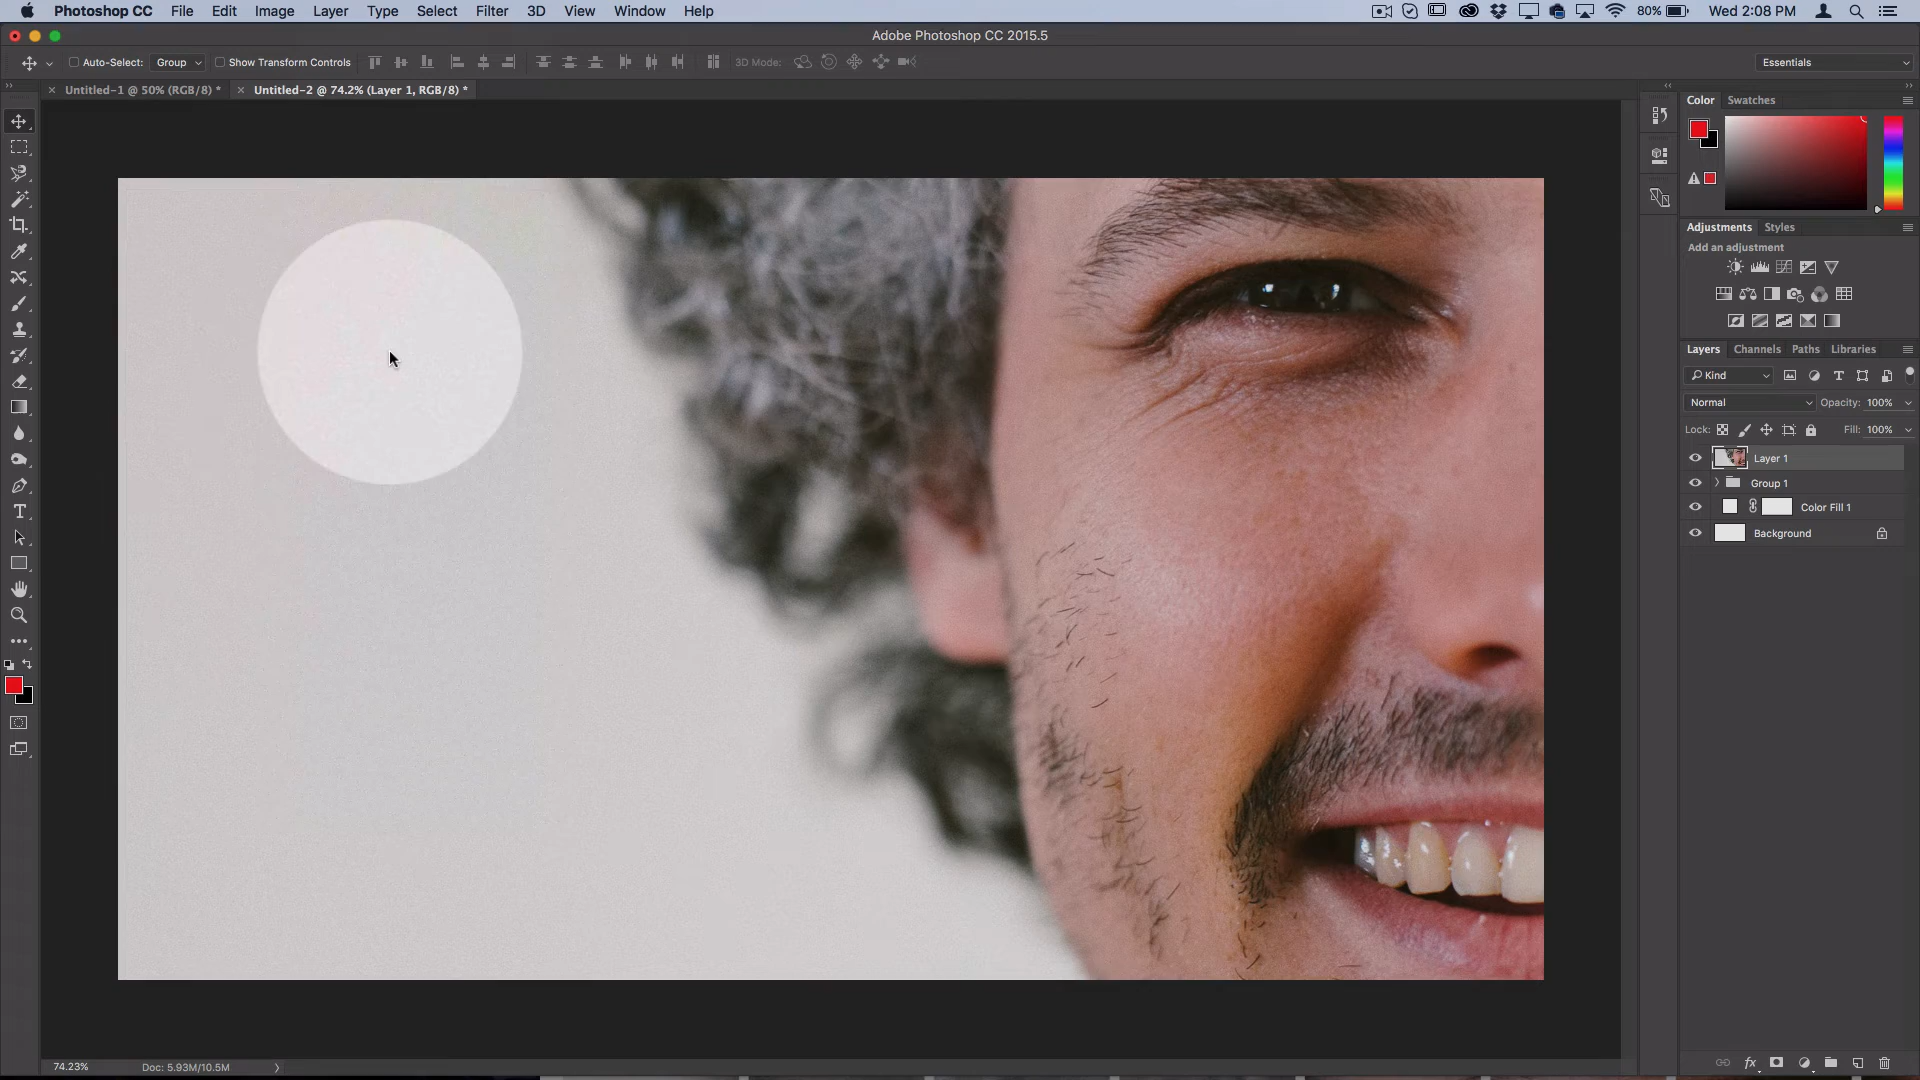 Photoshop CC File Edit Image Layer Type Select Filter 3D View Window Help 80% Wed 2:08 PM
Adobe Photoshop CC 2015.5
Auto-Select: Group Show Transform Controls 3D Mode: Essentials
Untitled-1 @ 50% (RGB/8) * Untitled-2 @ 74.2% (Layer 1, RGB/8) *
Color Swatches
Adjustments Styles
Add an adjustment
Layers Channels Paths Libraries
Kind
Normal Opacity: 100%
Lock: Fill: 100%
Layer 1
Group 1
Color Fill 1
Background
74.23% Doc: 5.93M/10.5M